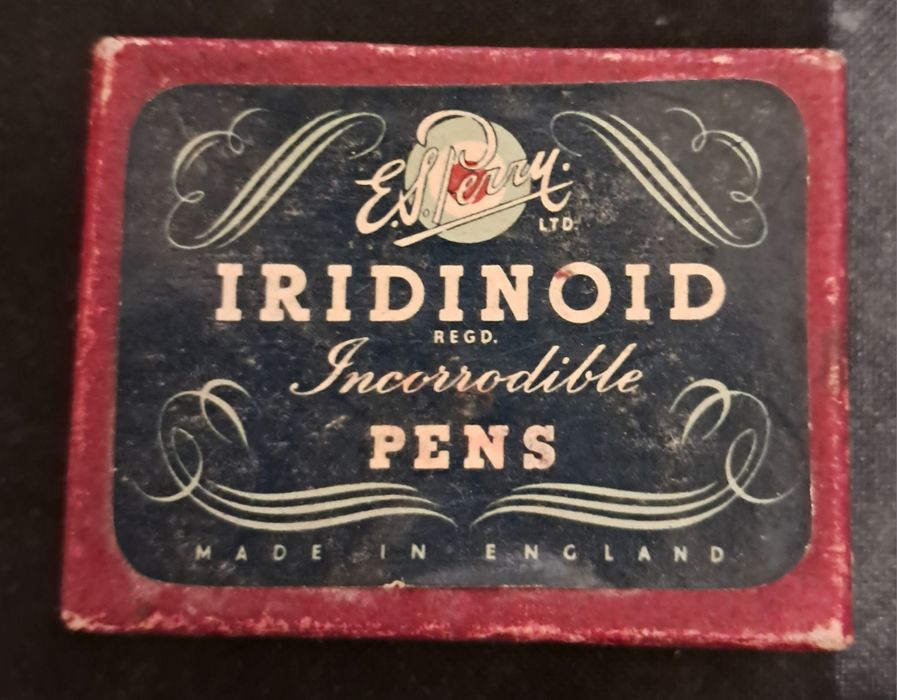 E.S. Perry.
LTD.
IRIDINOID
REGD.
Incorrodible
PENS
MADE IN ENGLAND